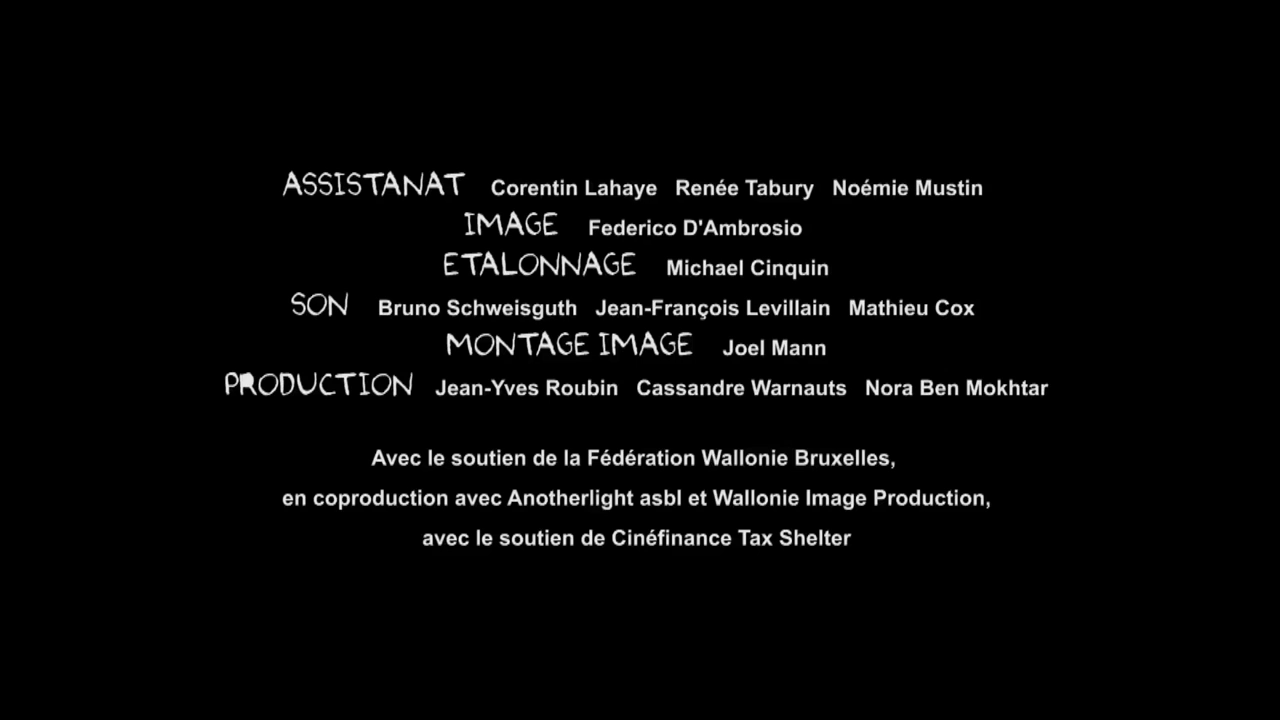 ASSISTANAT Corentin Lahaye Renée Tabury Noémie Mustin
IMAGE Federico D'Ambrosio
ETALONNAGE Michael Cinquin
SON Bruno Schweisguth Jean-François Levillain Mathieu Cox
MONTAGE IMAGE Joel Mann
PRODUCTION Jean-Yves Roubin Cassandre Warnauts Nora Ben Mokhtar
Avec le soutien de la Fédération Wallonie Bruxelles,
en coproduction avec Anotherlight asbl et Wallonie Image Production,
avec le soutien de Cinéfinance Tax Shelter